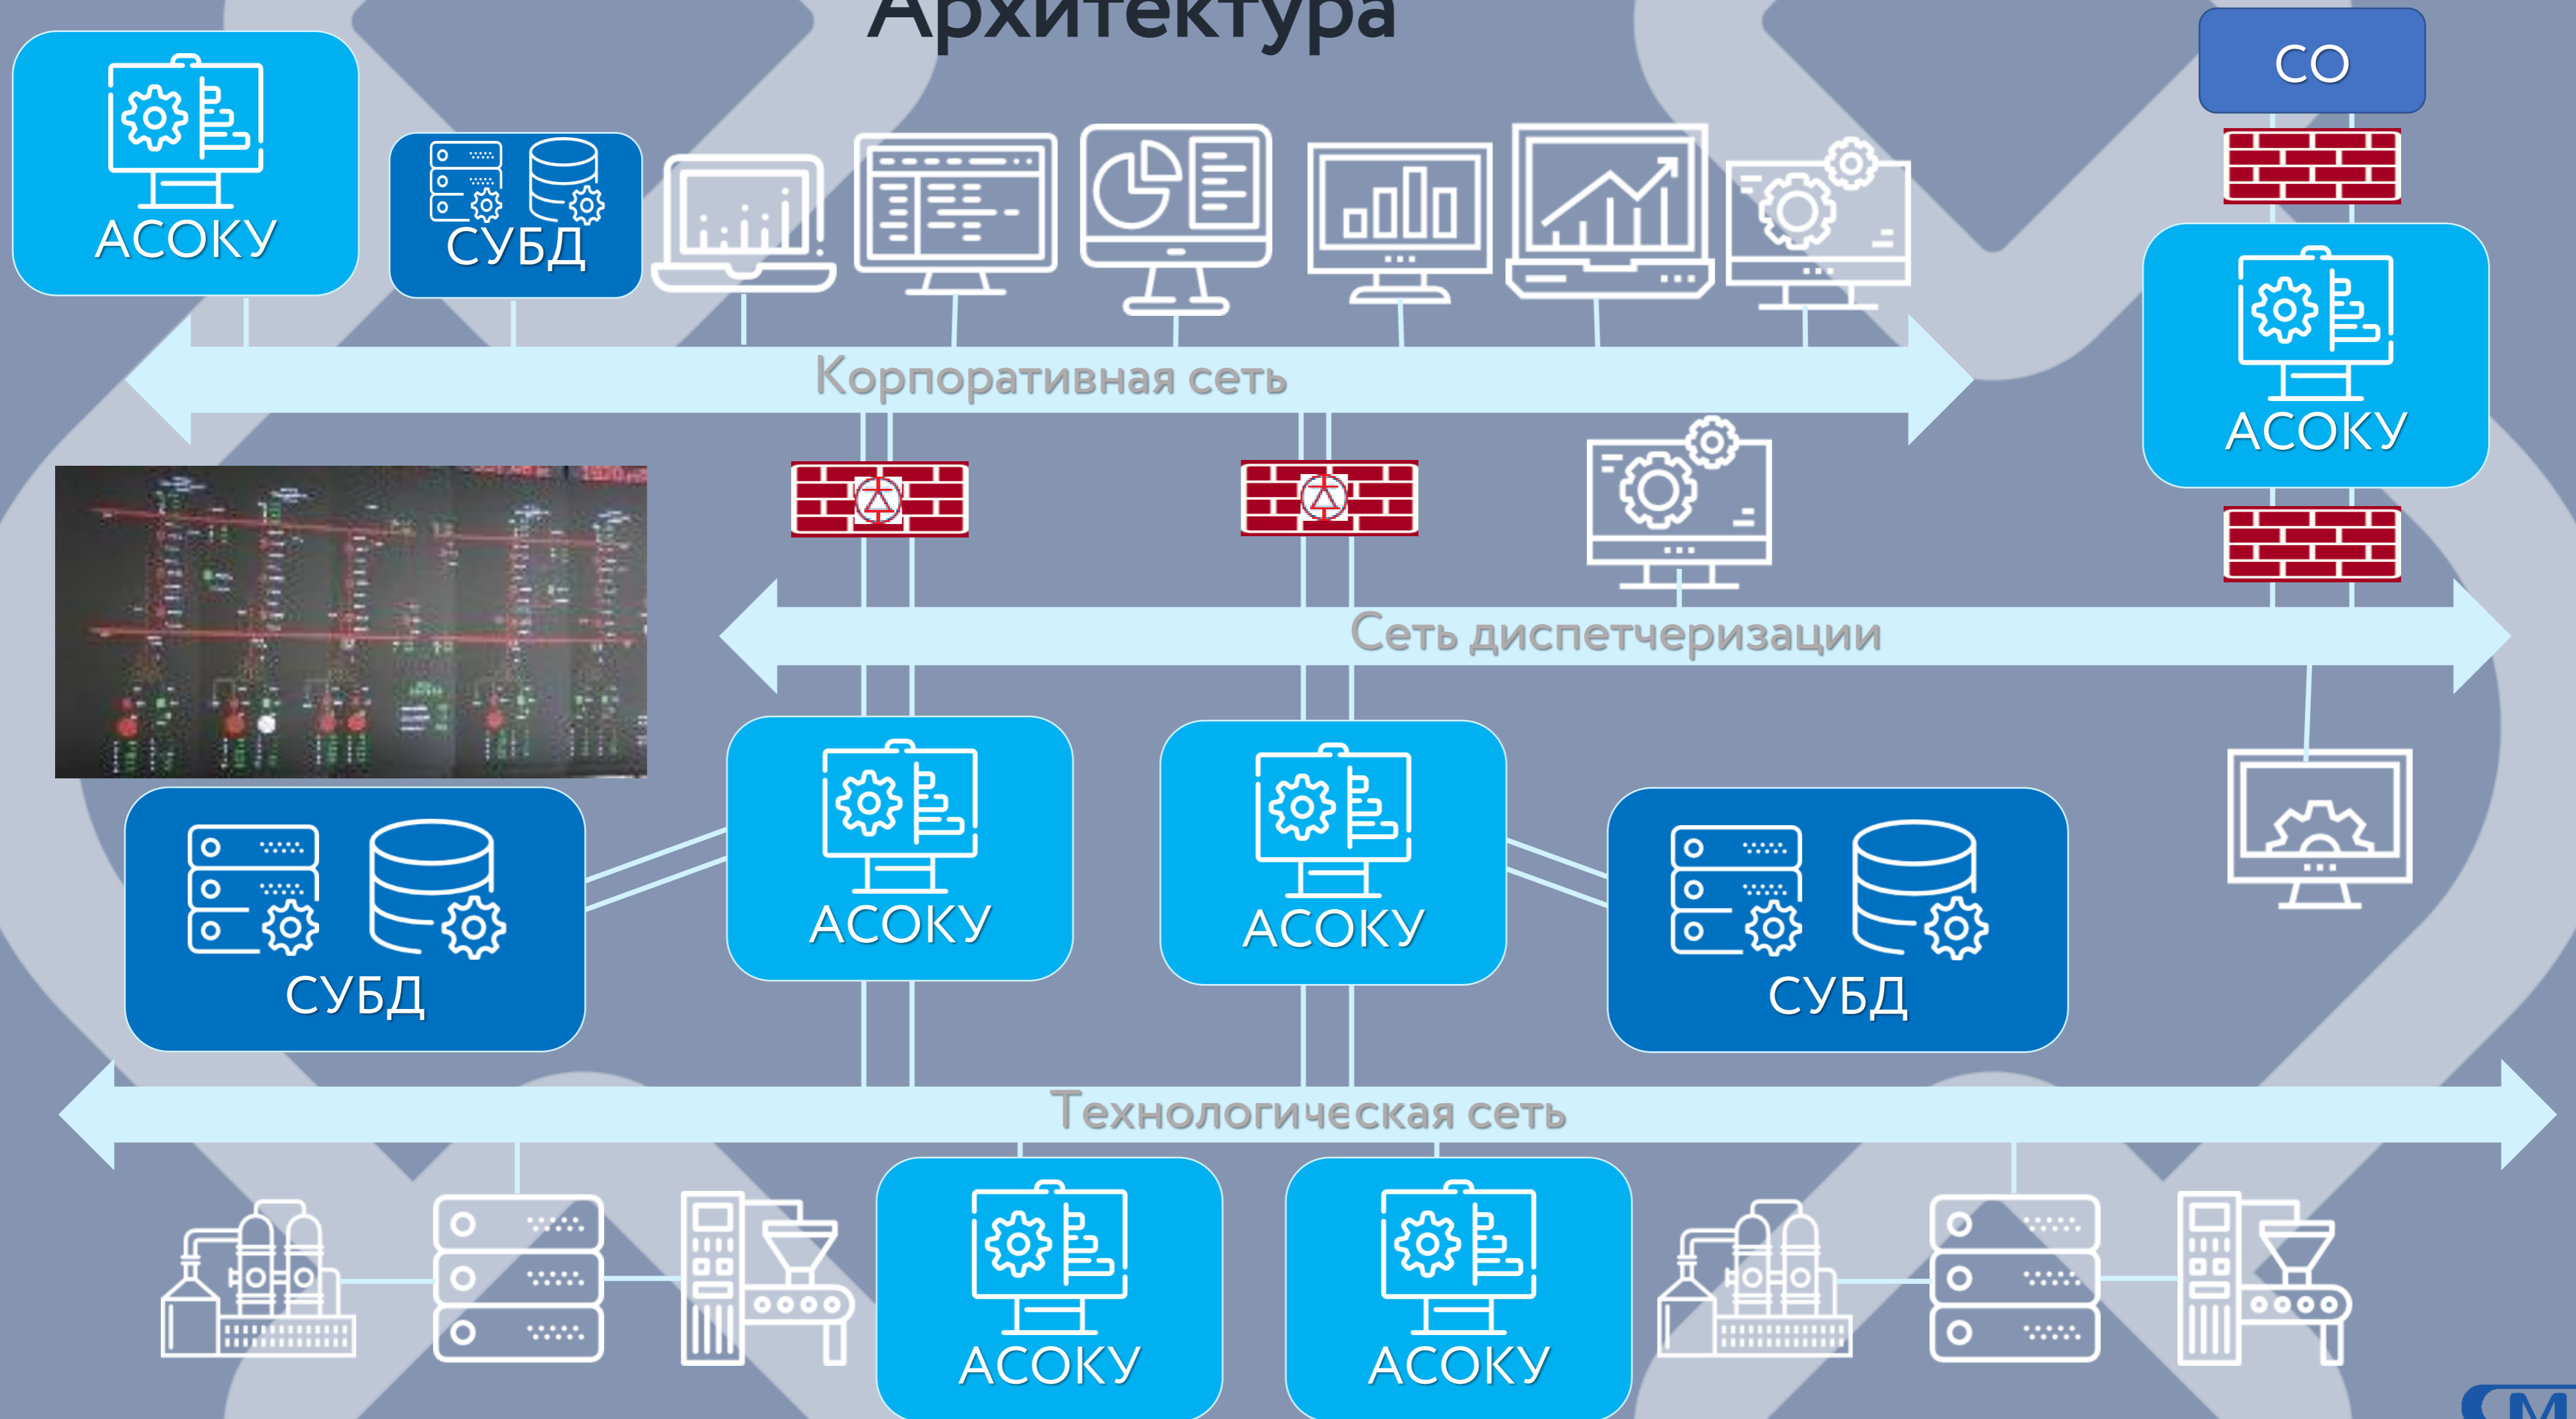 Архитектура
СО
АСОКУ
СУБД
АСОКУ
Корпоративная сеть
Сеть диспетчеризации
АСОКУ
АСОКУ
СУБД
СУБД
Технологическая сеть
АСОКУ
АСОКУ
М